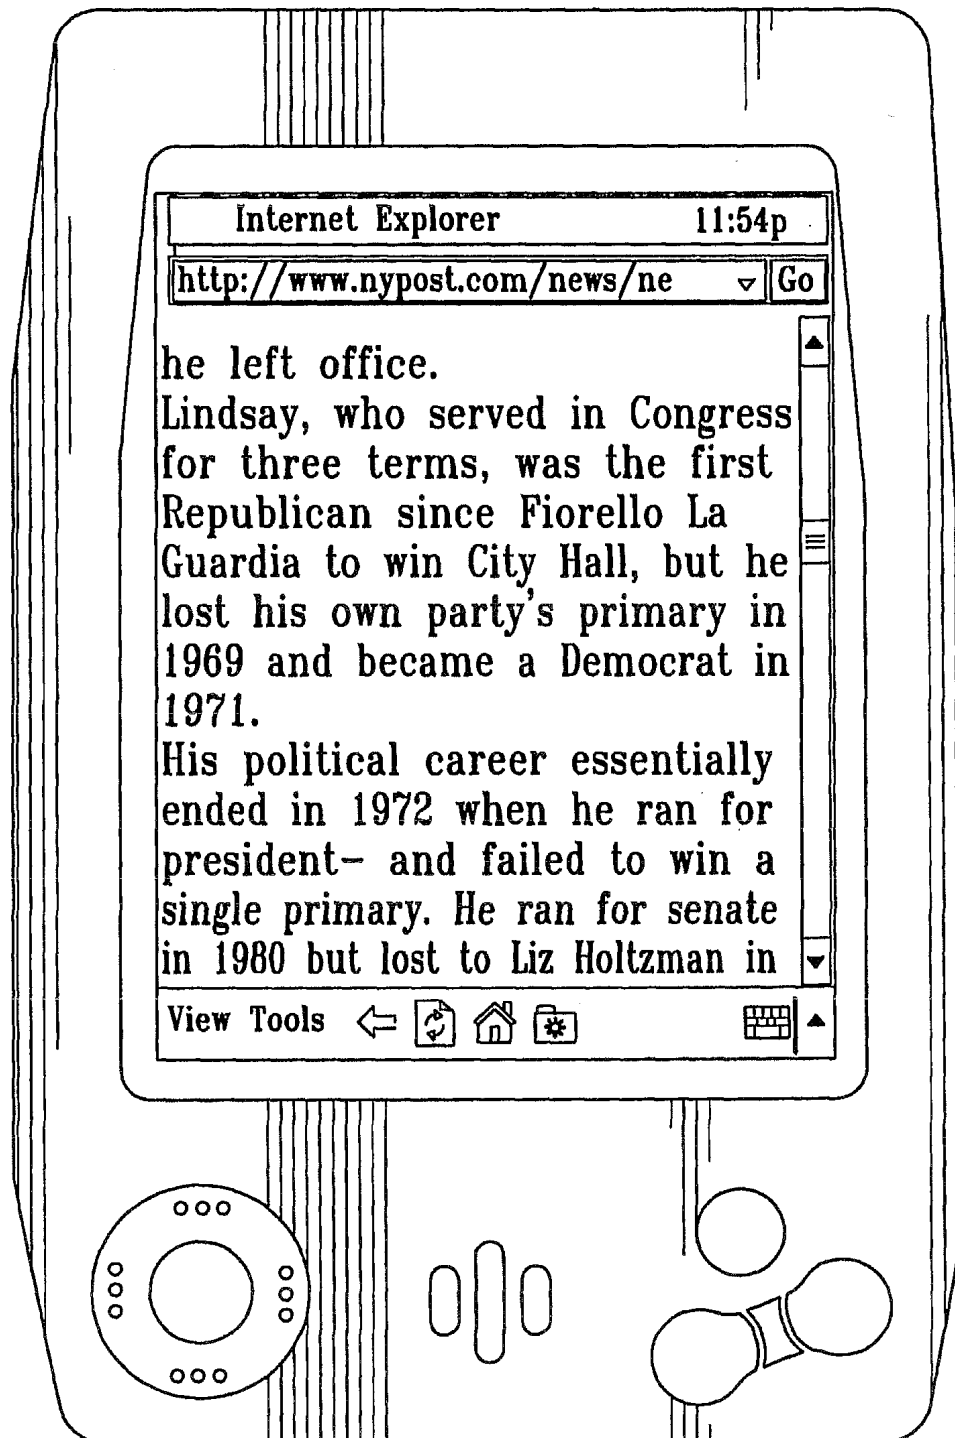 Internet Explorer 11:54p
http://www.nypost.com/news/ne Go
he left office.
Lindsay, who served in Congress
for three terms, was the first
Republican since Fiorello La
Guardia to win City Hall, but he
lost his own party's primary in
1969 and became a Democrat in
1971.
His political career essentially
ended in 1972 when he ran for
president– and failed to win a
single primary. He ran for senate
in 1980 but lost to Liz Holtzman in
View Tools